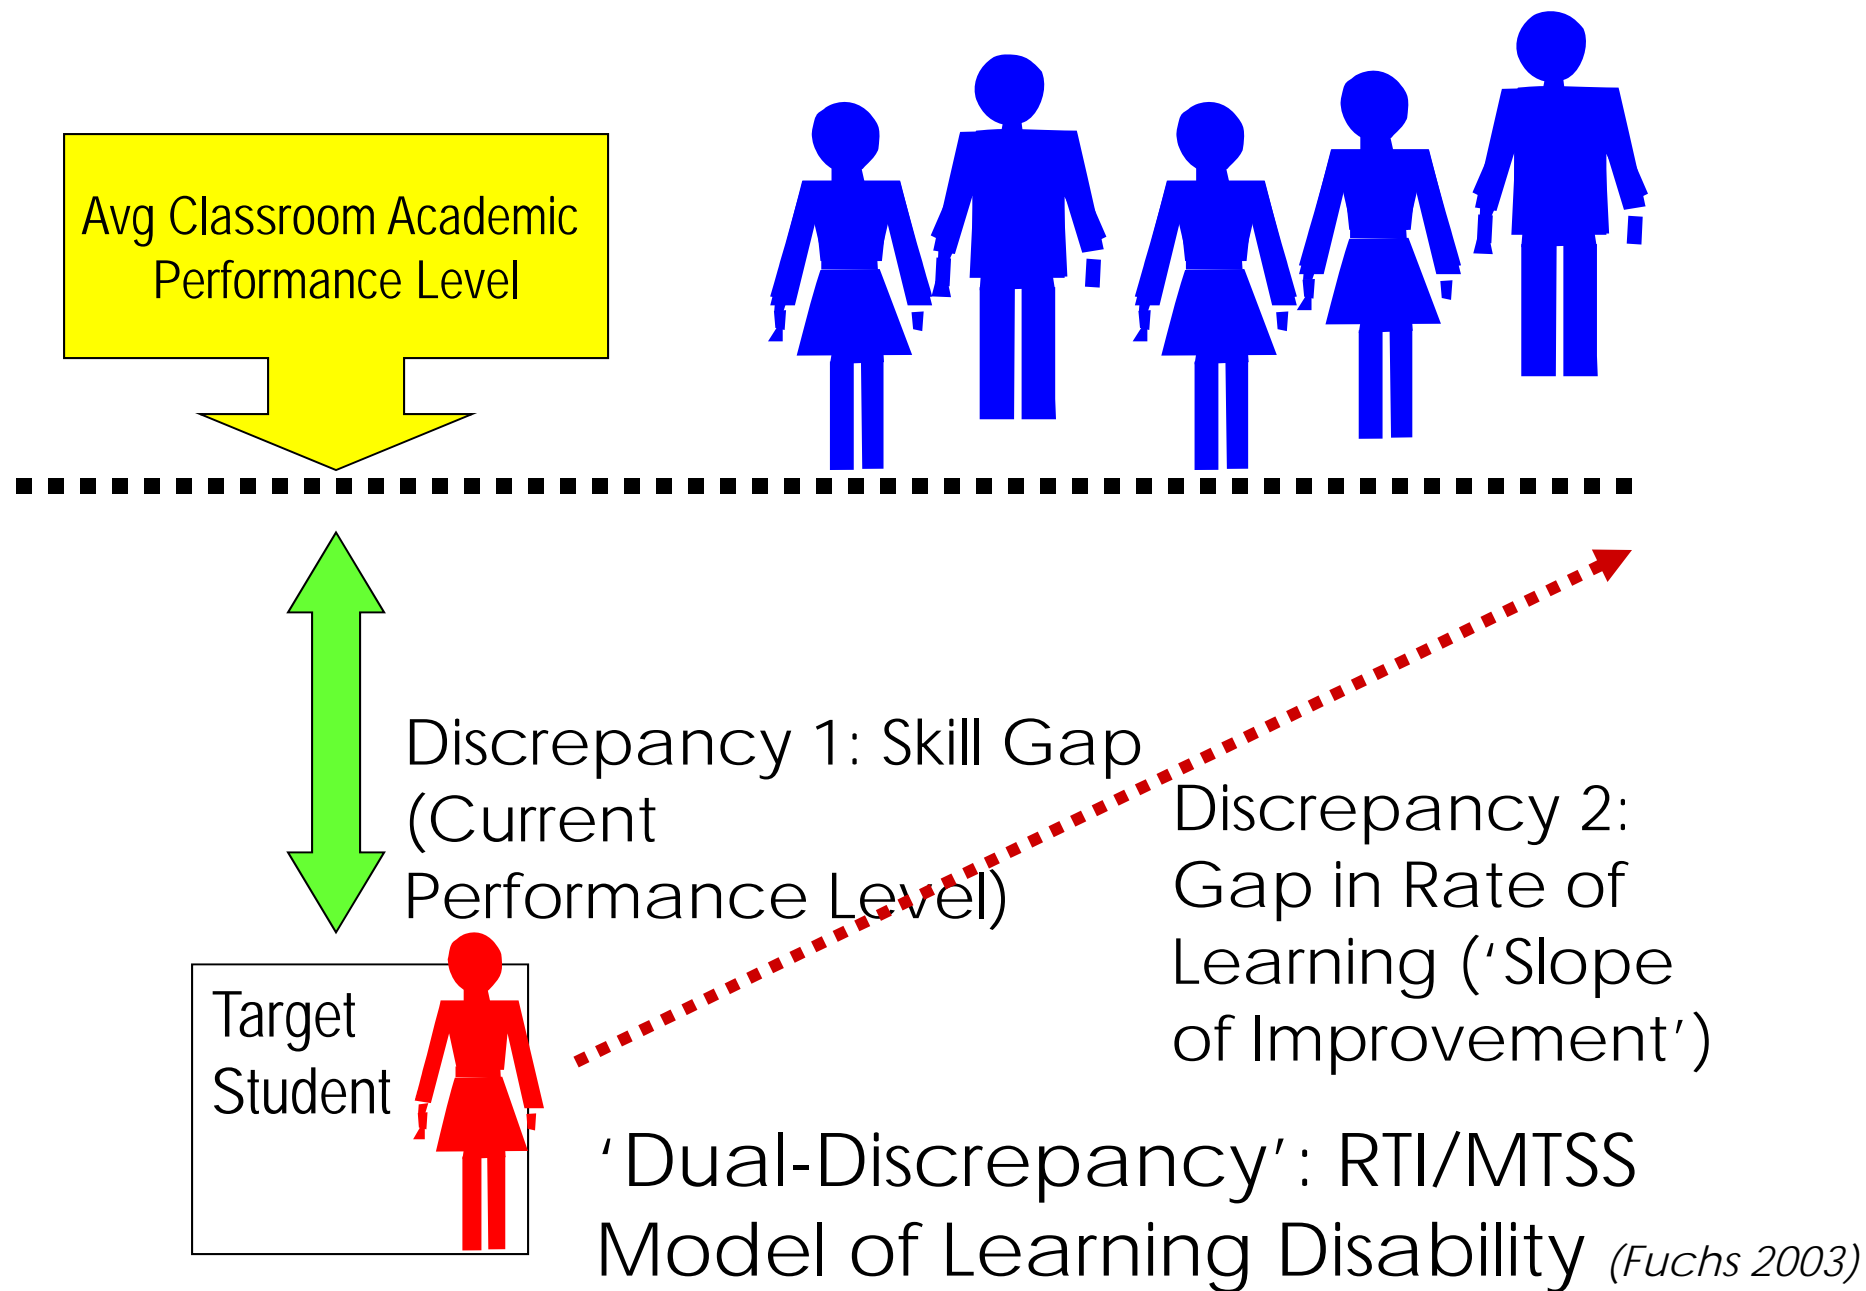 Avg Classroom Academic
Performance Level
Discrepancy 1: Skill Gap
(Current
Performance Level)
Discrepancy 2:
Gap in Rate of
Learning (‘Slope
of Improvement’)
Target
Student
‘Dual-Discrepancy’: RTI/MTSS
Model of Learning Disability (Fuchs 2003)